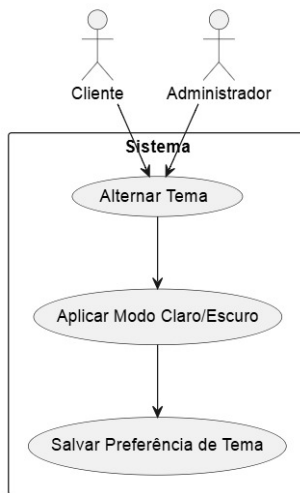 Cliente
Administrador
Sistema
Alternar Tema
Aplicar Modo Claro/Escuro
Salvar Preferência de Tema